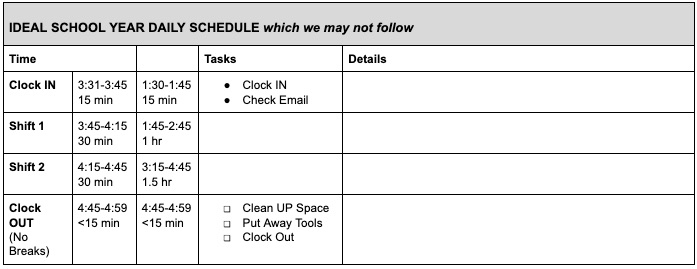 IDEAL SCHOOL YEAR DAILY SCHEDULE which we may not follow
Time Tasks Details
Clock IN 3:31-3:45 1:30-1:45 ● Clock IN
15 min 15 min ● Check Email
Shift 1 3:45-4:15 1:45-2:45
30 min 1 hr
Shift 2 4:15-4:45 3:15-4:45
30 min 1.5 hr
Clock 4:45-4:59 4:45-4:59 ❏ Clean UP Space
OUT <15 min <15 min ❏ Put Away Tools
(No ❏ Clock Out
Breaks)